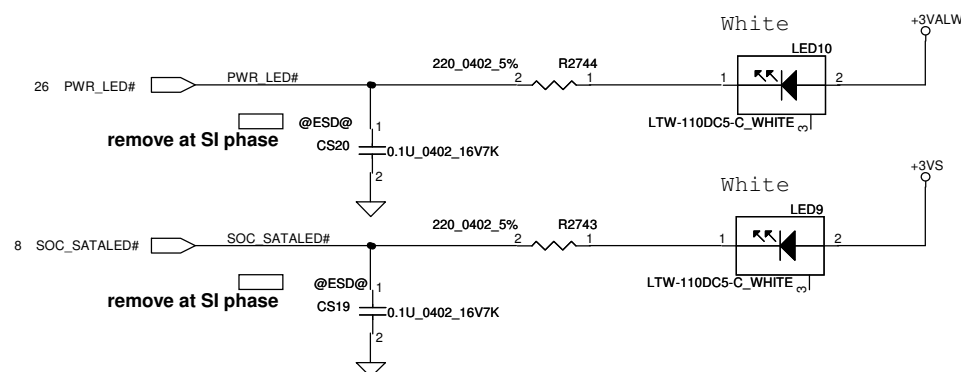 White
+3VALW
LED10
26 PWR_LED# PWR_LED# 2 220_0402_5% 1 R2744 1 2
LTW-110DC5-C_WHITE 3
@ESD@ 1
remove at SI phase
CS20 0.1U_0402_16V7K
2
White
+3VS
LED9
8 SOC_SATALED# SOC_SATALED# 2 220_0402_5% 1 R2743 1 2
LTW-110DC5-C_WHITE 3
@ESD@ 1
remove at SI phase
CS19 0.1U_0402_16V7K
2